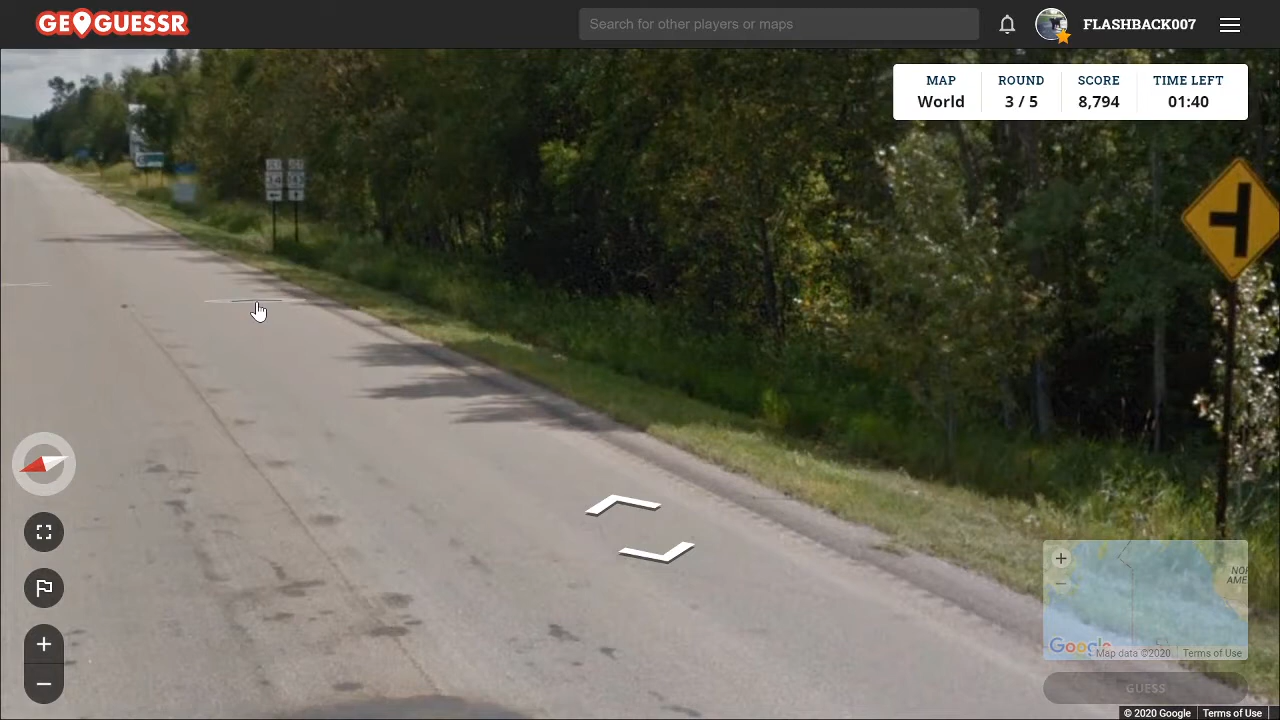 GEOGUESSR
Search for other players or maps
FLASHBACK007
MAP
World
ROUND
3 / 5
SCORE
8,794
TIME LEFT
01:40
+
−
+
−
Google
Map data ©2020
Terms of Use
GUESS
© 2020 Google
Terms of Use